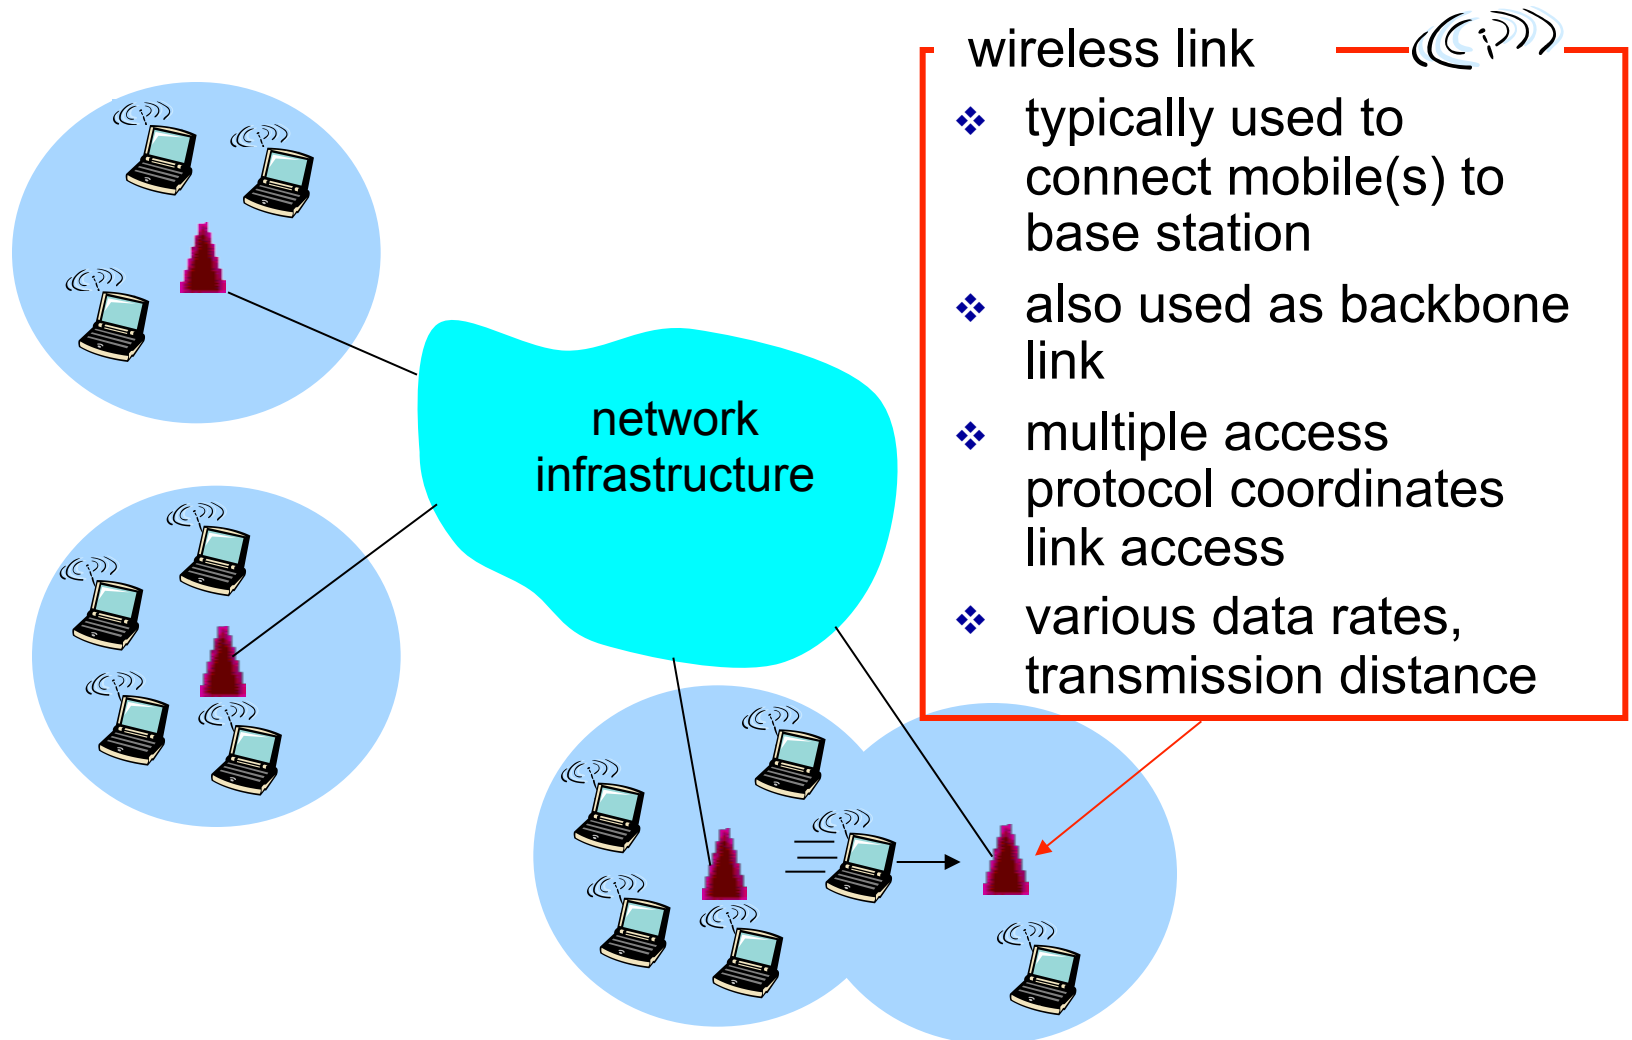 wireless link
❖ typically used to
connect mobile(s) to
base station
❖ also used as backbone
link
❖ multiple access
protocol coordinates
link access
❖ various data rates,
transmission distance
network
infrastructure